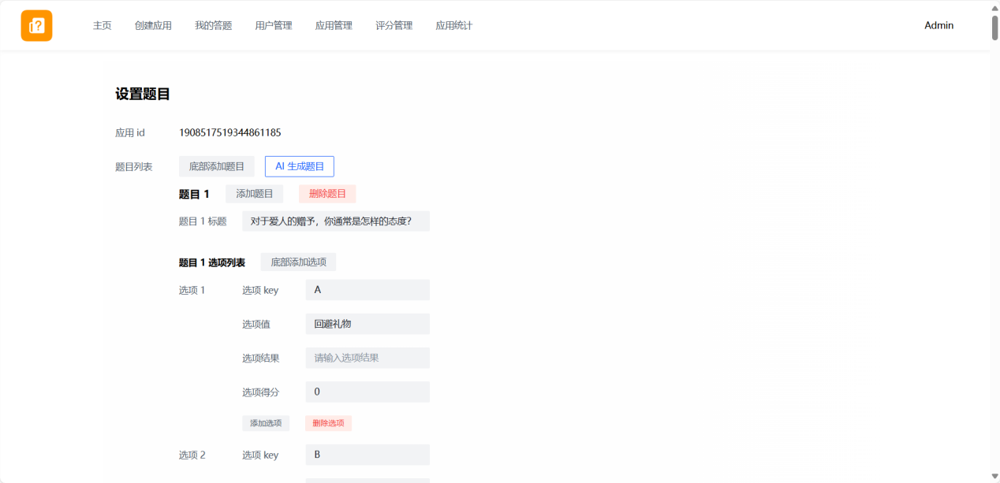 主页 创建应用 我的答题 用户管理 应用管理 评分管理 应用统计 Admin
设置题目
应用 id 1908517519344861185
题目列表 底部添加题目 AI 生成题目
题目 1 添加题目 删除题目
题目 1 标题 对于爱人的赠予，你通常是怎样的态度？
题目 1 选项列表 底部添加选项
选项 1 选项 key A
选项值 回避礼物
选项结果 请输入选项结果
选项得分 0
添加选项 删除选项
选项 2 选项 key B